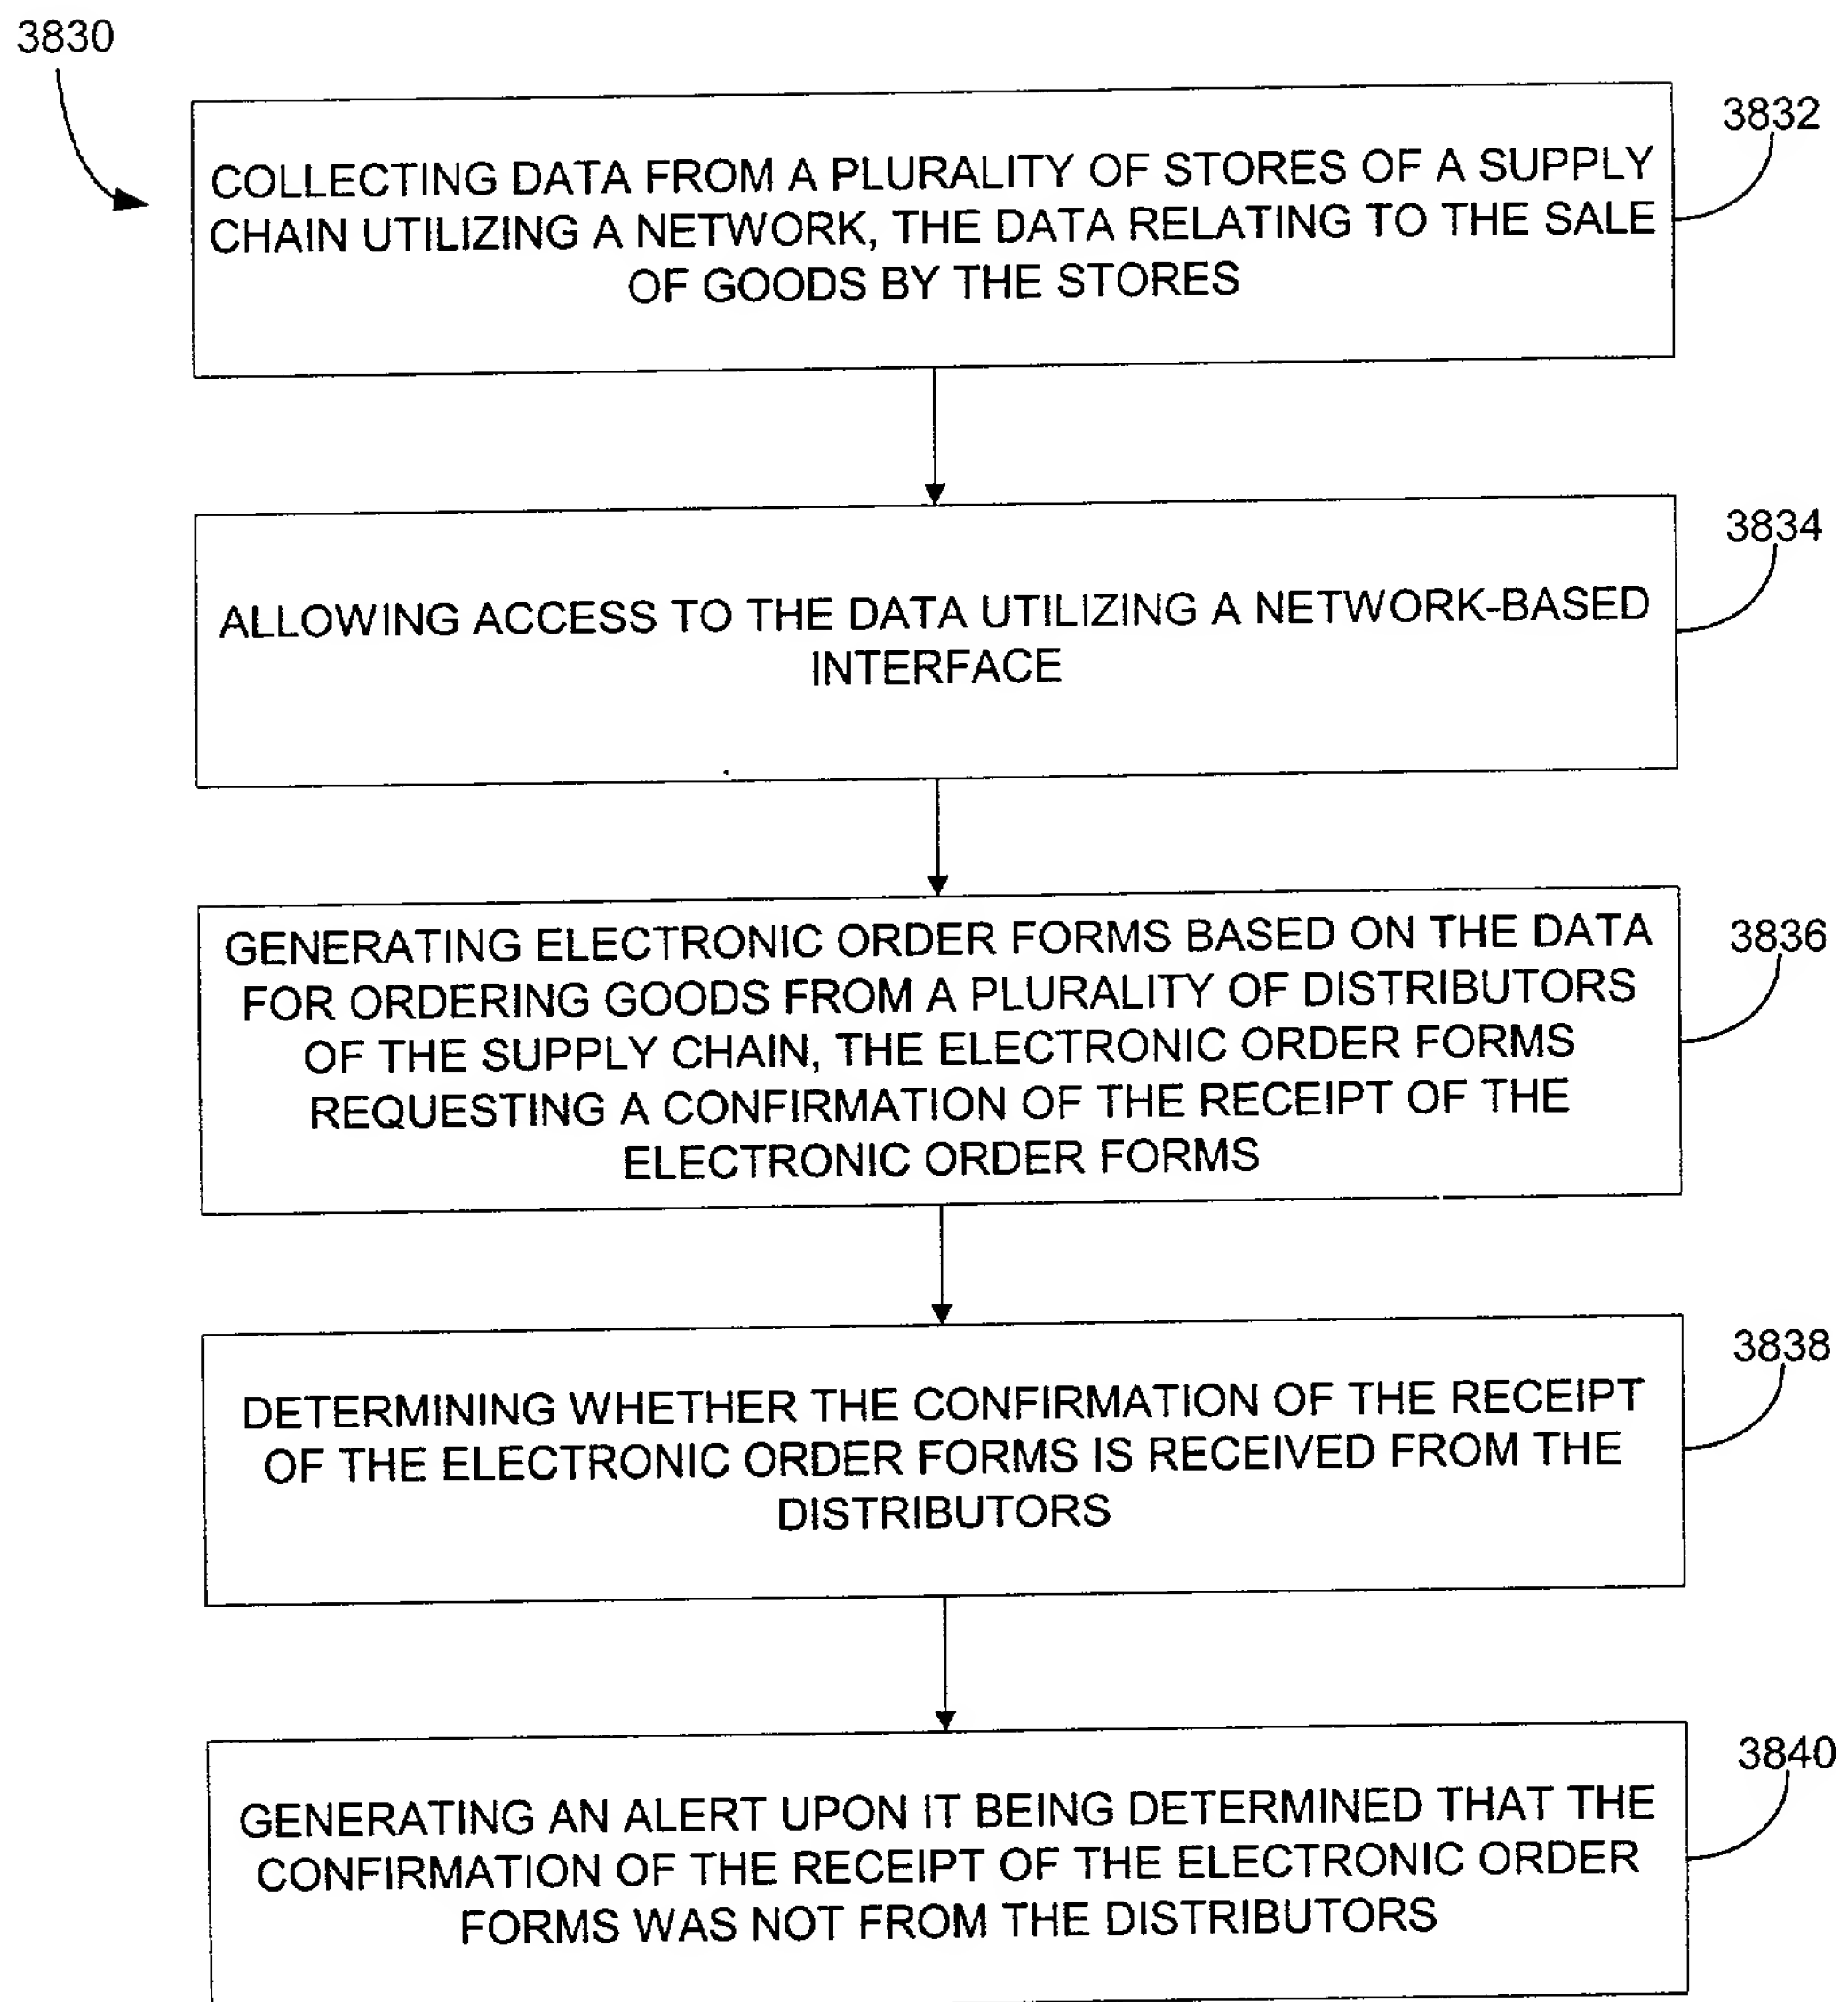 3830
3832
COLLECTING DATA FROM A PLURALITY OF STORES OF A SUPPLY
CHAIN UTILIZING A NETWORK, THE DATA RELATING TO THE SALE
OF GOODS BY THE STORES
3834
ALLOWING ACCESS TO THE DATA UTILIZING A NETWORK-BASED
INTERFACE
3836
GENERATING ELECTRONIC ORDER FORMS BASED ON THE DATA
FOR ORDERING GOODS FROM A PLURALITY OF DISTRIBUTORS
OF THE SUPPLY CHAIN, THE ELECTRONIC ORDER FORMS
REQUESTING A CONFIRMATION OF THE RECEIPT OF THE
ELECTRONIC ORDER FORMS
3838
DETERMINING WHETHER THE CONFIRMATION OF THE RECEIPT
OF THE ELECTRONIC ORDER FORMS IS RECEIVED FROM THE
DISTRIBUTORS
3840
GENERATING AN ALERT UPON IT BEING DETERMINED THAT THE
CONFIRMATION OF THE RECEIPT OF THE ELECTRONIC ORDER
FORMS WAS NOT FROM THE DISTRIBUTORS